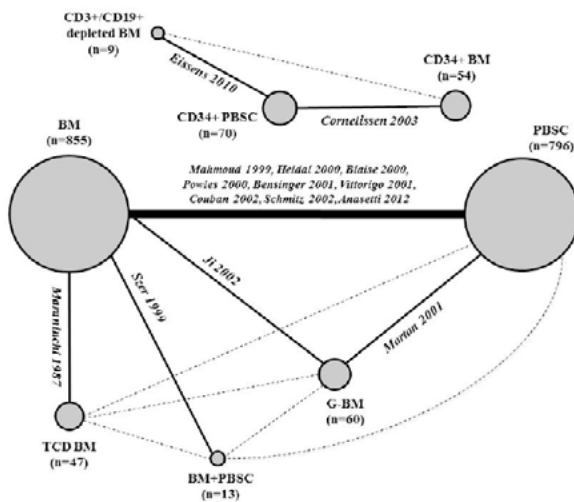 CD3+/CD19+
depleted BM
(n=9)
CD34+ BM
(n=54)
Eissens 2010
CD34+ PBSC
(n=70)
Cornelissen 2003
BM
(n=855)
PBSC
(n=796)
Mahmoud 1999, Heldal 2000, Blaise 2000,
Powles 2000, Bensinger 2001, Vittorigo 2001,
Couban 2002, Schmitz 2002, Anasetti 2012
Ji 2002
Szer 1999
Maraninchi 1987
Morton 2001
G-BM
(n=60)
TCD BM
(n=47)
BM+PBSC
(n=13)